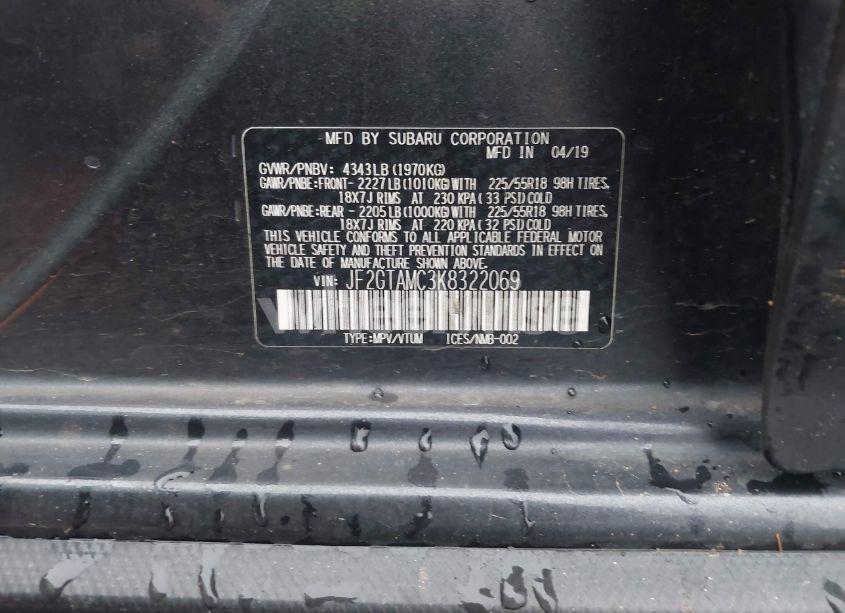 MFD BY SUBARU CORPORATION
MFD IN 04/19
GVWR/PNBV: 4343LB(1970KG)
GAWR/PNBE:FRONT-2227LB(1010KG)WITH 225/55R18 98H TIRES,
18X7J RIMS AT 230 KPA(33 PSI)COLD
GAWR/PNBE:REAR -2205LB(1000KG)WITH 225/55R18 98H TIRES,
18X7J RIMS AT 220 KPA(32 PSI)COLD
THIS VEHICLE CONFORMS TO ALL APPLICABLE FEDERAL MOTOR
VEHICLE SAFETY AND THEFT PREVENTION STANDARDS IN EFFECT ON
THE DATE OF MANUFACTURE SHOWN ABOVE.
VIN: JF2GTAMC3K8322069
TYPE:MPV/VTUM ICES/NMB-002